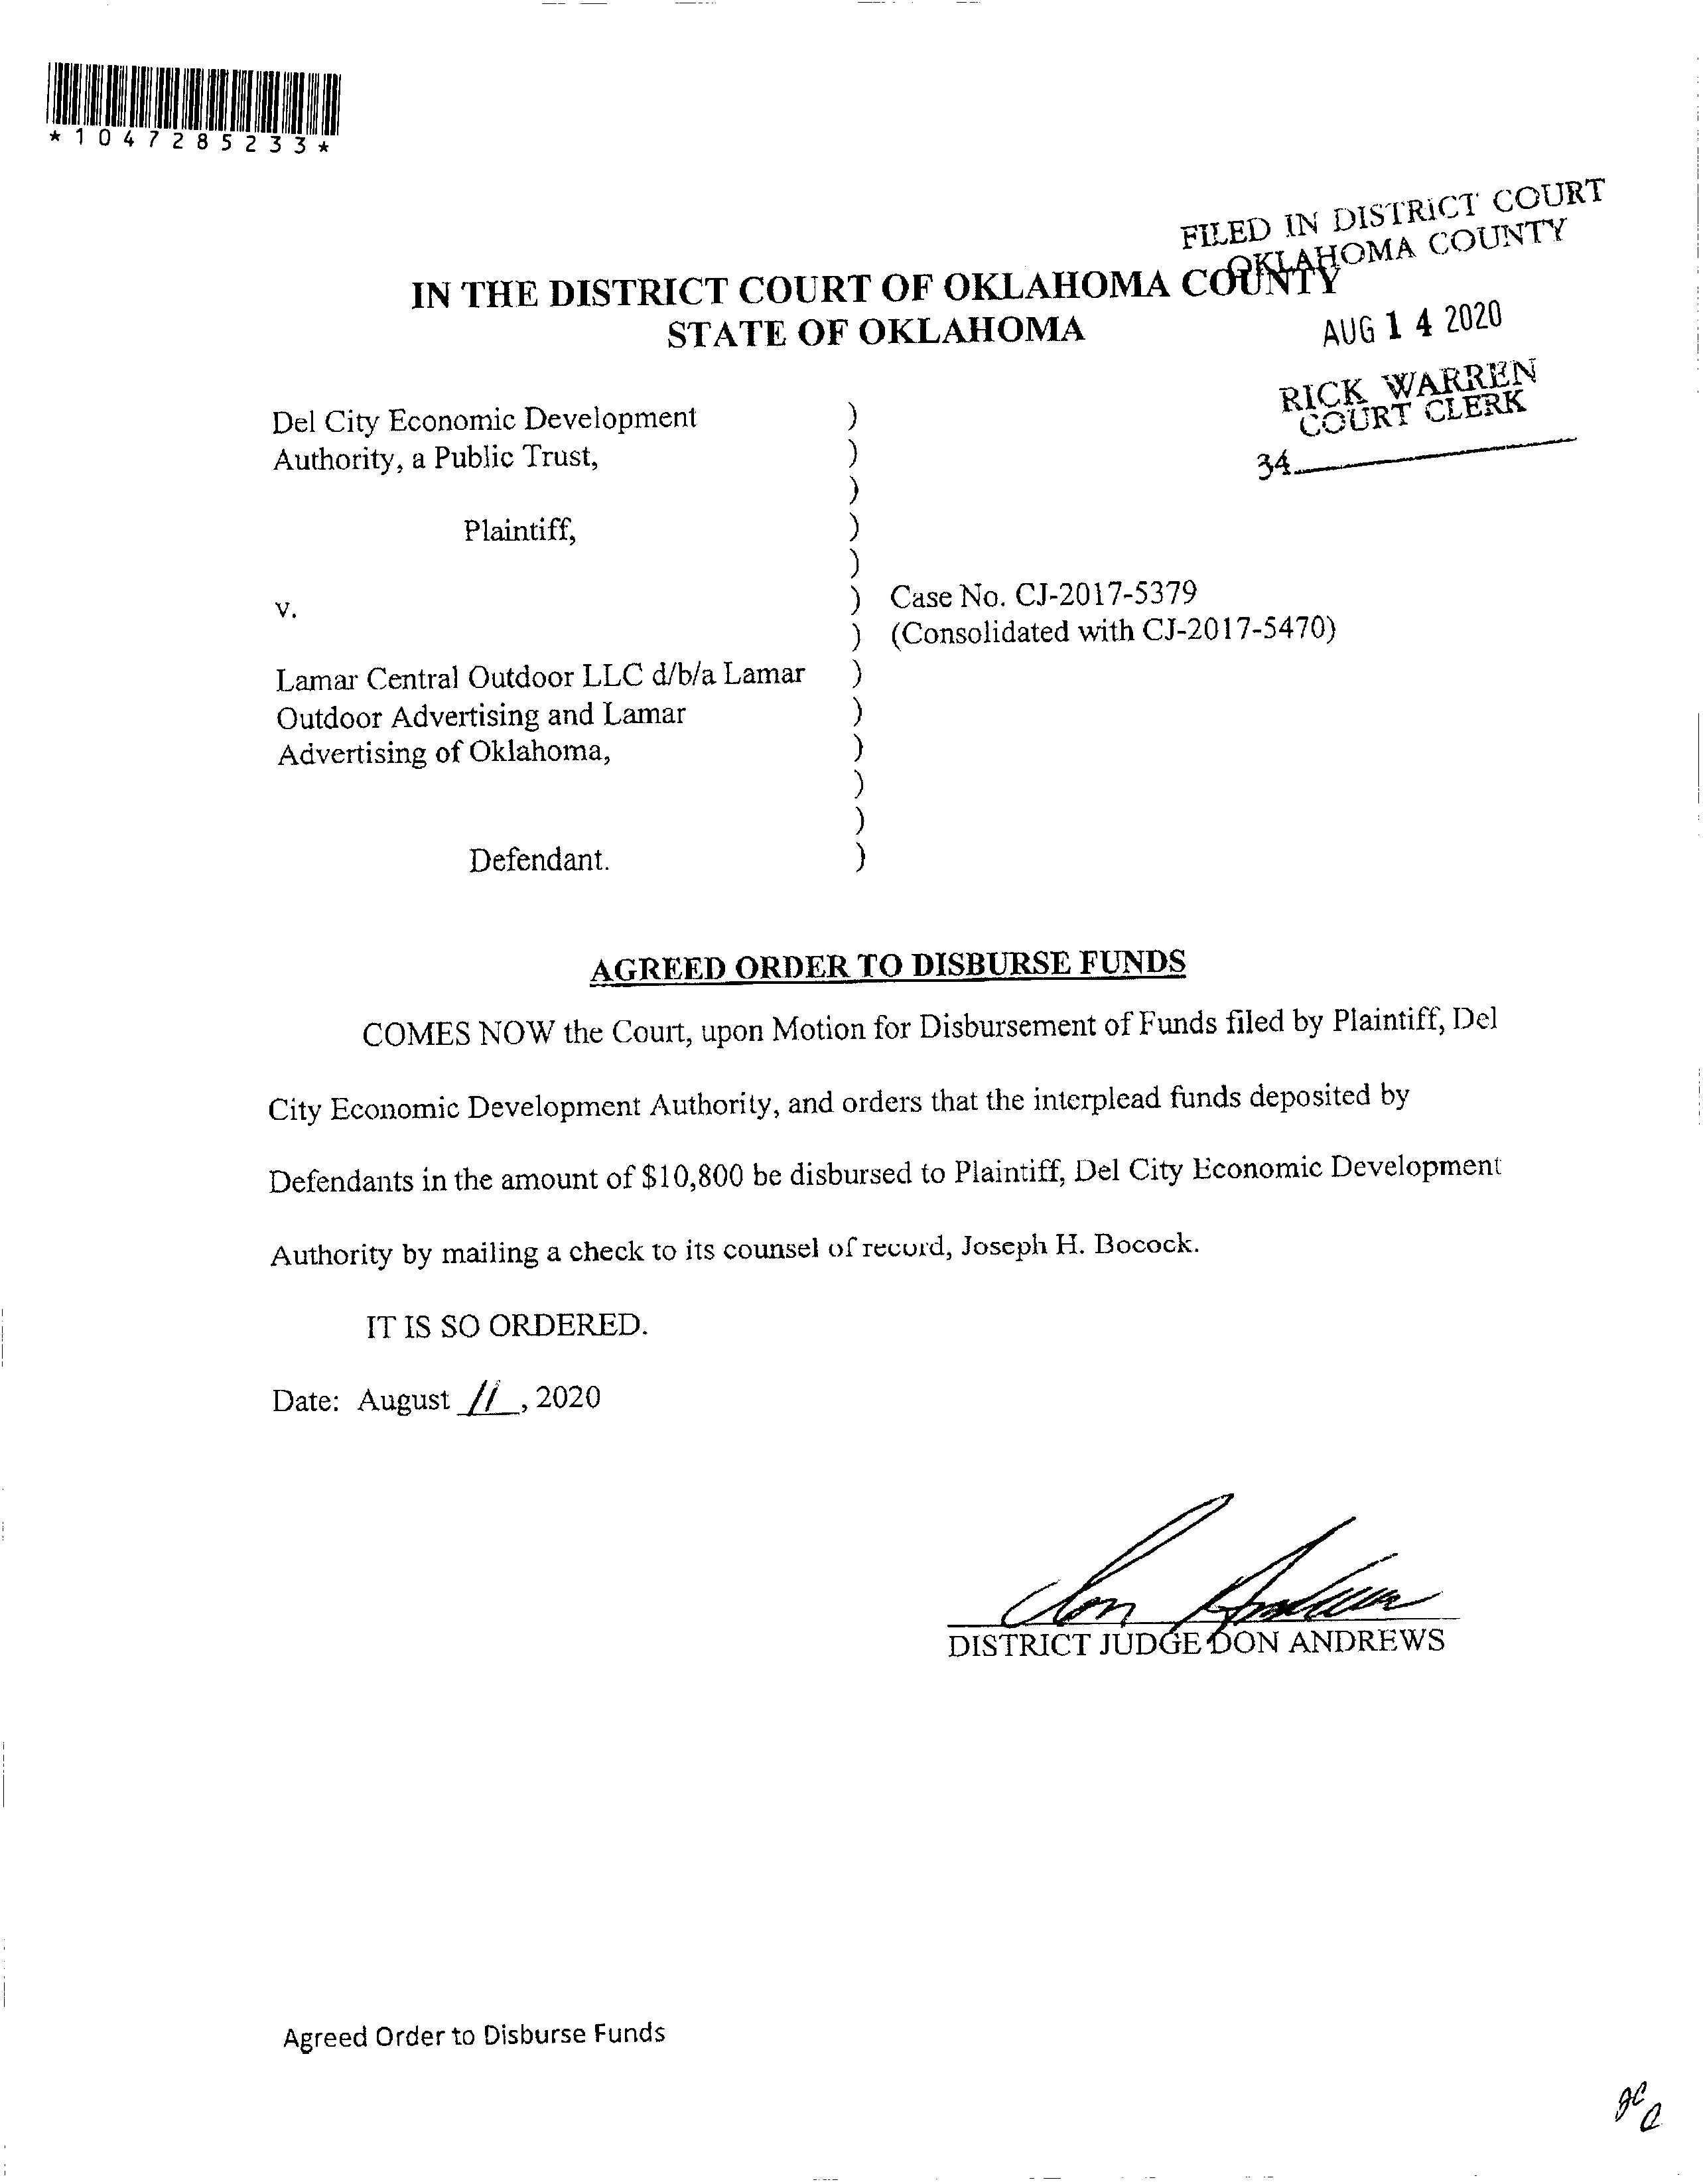 *1047285233*
FILED IN DISTRICT COURT
OKLAHOMA COUNTY
IN THE DISTRICT COURT OF OKLAHOMA COUNTY
STATE OF OKLAHOMA
AUG 14 2020
RICK WARREN
COURT CLERK
34
Del City Economic Development )
Authority, a Public Trust, )
)
Plaintiff, )
)
v. ) Case No. CJ-2017-5379
) (Consolidated with CJ-2017-5470)
Lamar Central Outdoor LLC d/b/a Lamar )
Outdoor Advertising and Lamar )
Advertising of Oklahoma, )
)
)
Defendant. )
AGREED ORDER TO DISBURSE FUNDS
COMES NOW the Court, upon Motion for Disbursement of Funds filed by Plaintiff, Del
City Economic Development Authority, and orders that the interplead funds deposited by
Defendants in the amount of $10,800 be disbursed to Plaintiff, Del City Economic Development
Authority by mailing a check to its counsel of record, Joseph H. Bocock.
IT IS SO ORDERED.
Date: August 11, 2020
Don Andrews
DISTRICT JUDGE DON ANDREWS
Agreed Order to Disburse Funds